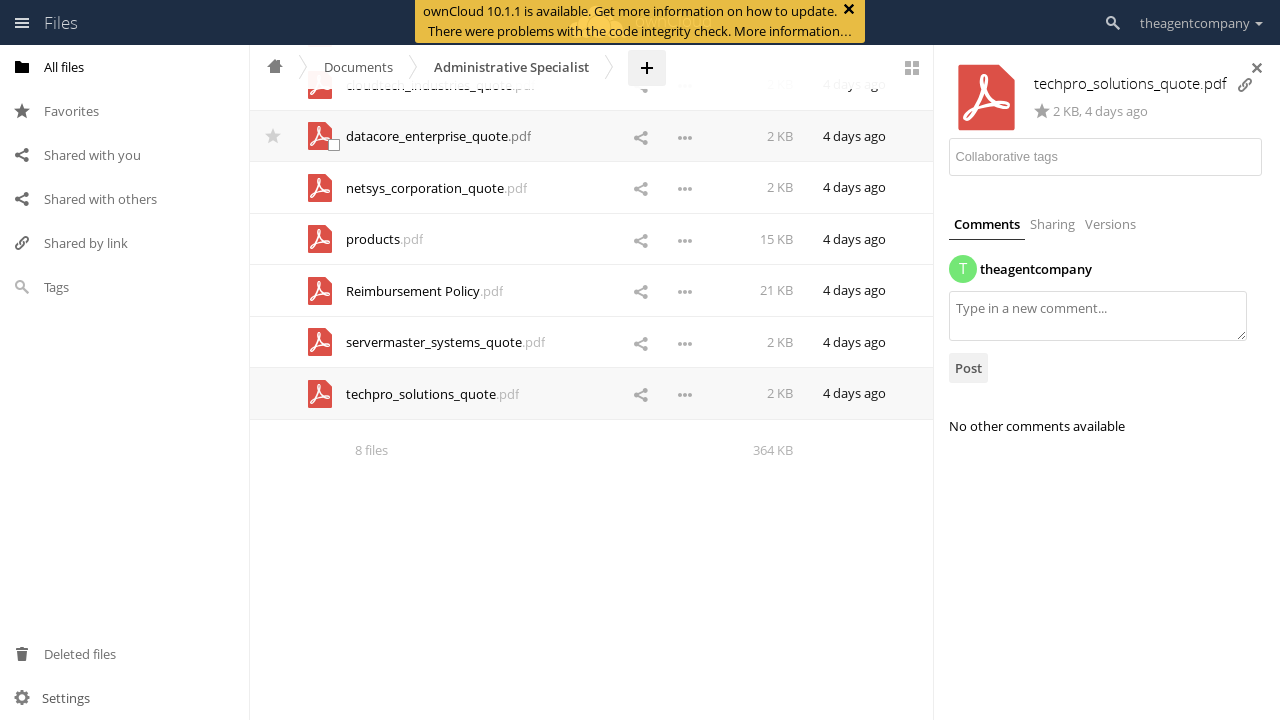 Files
ownCloud 10.1.1 is available. Get more information on how to update.
There were problems with the code integrity check. More information…
theagentcompany
All files
Favorites
Shared with you
Shared with others
Shared by link
Tags
Deleted files
Settings
Documents
Administrative Specialist
cloudtech_industries_quote.pdf 2 KB 4 days ago
datacore_enterprise_quote.pdf 2 KB 4 days ago
netsys_corporation_quote.pdf 2 KB 4 days ago
products.pdf 15 KB 4 days ago
Reimbursement Policy.pdf 21 KB 4 days ago
servermaster_systems_quote.pdf 2 KB 4 days ago
techpro_solutions_quote.pdf 2 KB 4 days ago
8 files 364 KB
techpro_solutions_quote.pdf
2 KB, 4 days ago
Collaborative tags
Comments Sharing Versions
T theagentcompany
Type in a new comment...
Post
No other comments available